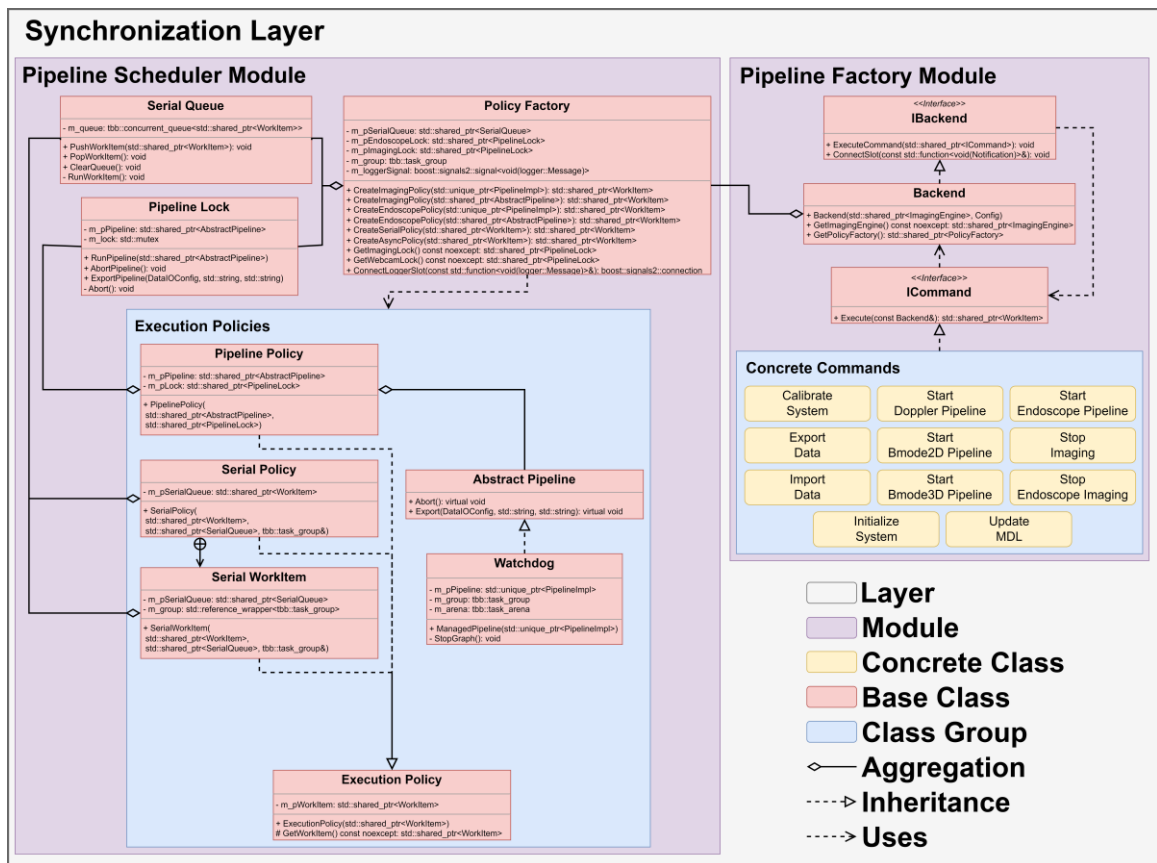 Synchronization Layer
Pipeline Scheduler Module
Serial Queue
- m_queue: tbb::concurrent_queue<std::shared_ptr<WorkItem>>
+ PushWorkItem(std::shared_ptr<WorkItem>): void
+ PopWorkItem(): void
+ ClearQueue(): void
- RunWorkItem(): void
Pipeline Lock
- m_pPipeline: std::shared_ptr<AbstractPipeline>
- m_lock: std::mutex
+ RunPipeline(std::shared_ptr<AbstractPipeline>)
+ AbortPipeline(): void
+ ExportPipeline(DataIOConfig, std::string, std::string)
- Abort(): void
Policy Factory
- m_pSerialQueue: std::shared_ptr<SerialQueue>
- m_pEndoscopeLock: std::shared_ptr<PipelineLock>
- m_pImagingLock: std::shared_ptr<PipelineLock>
- m_group: tbb::task_group
- m_loggerSignal: boost::signals2::signal<void(logger::Message)>
+ CreateImagingPolicy(std::unique_ptr<PipelineImpl>): std::shared_ptr<WorkItem>
+ CreateImagingPolicy(std::shared_ptr<AbstractPipeline>): std::shared_ptr<WorkItem>
+ CreateEndoscopePolicy(std::unique_ptr<PipelineImpl>): std::shared_ptr<WorkItem>
+ CreateEndoscopePolicy(std::shared_ptr<AbstractPipeline>): std::shared_ptr<WorkItem>
+ CreateSerialPolicy(std::shared_ptr<WorkItem>): std::shared_ptr<WorkItem>
+ CreateAsyncPolicy(std::shared_ptr<WorkItem>): std::shared_ptr<WorkItem>
+ GetImagingLock() const noexcept: std::shared_ptr<PipelineLock>
+ GetWebcamLock() const noexcept: std::shared_ptr<PipelineLock>
+ ConnectLoggerSlot(const std::function<void(logger::Message)>&): boost::signals2::connection
Execution Policies
Pipeline Policy
- m_pPipeline: std::shared_ptr<AbstractPipeline>
- m_pLock: std::shared_ptr<PipelineLock>
+ PipelinePolicy(
std::shared_ptr<AbstractPipeline>,
std::shared_ptr<PipelineLock>)
Serial Policy
- m_pSerialQueue: std::shared_ptr<WorkItem>
+ SerialPolicy(
std::shared_ptr<WorkItem>,
std::shared_ptr<SerialQueue>, tbb::task_group&)
Serial WorkItem
- m_pSerialQueue: std::shared_ptr<SerialQueue>
- m_group: std::reference_wrapper<tbb::task_group>
+ SerialWorkItem(
std::shared_ptr<WorkItem>,
std::shared_ptr<SerialQueue>, tbb::task_group&)
Abstract Pipeline
+ Abort(): virtual void
+ Export(DataIOConfig, std::string, std::string): virtual void
Watchdog
- m_pPipeline: std::unique_ptr<PipelineImpl>
- m_group: tbb::task_group
- m_arena: tbb::task_arena
+ ManagedPipeline(std::unique_ptr<PipelineImpl>)
- StopGraph(): void
Execution Policy
- m_pWorkItem: std::shared_ptr<WorkItem>
+ ExecutionPolicy(std::shared_ptr<WorkItem>)
# GetWorkItem() const noexcept: std::shared_ptr<WorkItem>
Pipeline Factory Module
<<Interface>>
IBackend
+ ExecuteCommand(std::shared_ptr<ICommand>): void
+ ConnectSlot(const std::function<void(Notification)>&): void
Backend
+ Backend(std::shared_ptr<ImagingEngine>, Config)
+ GetImagingEngine() const noexcept: std::shared_ptr<ImagingEngine>
+ GetPolicyFactory(): std::shared_ptr<PolicyFactory>
<<Interface>>
ICommand
+ Execute(const Backend&): std::shared_ptr<WorkItem>
Concrete Commands
Calibrate
System
Start
Doppler Pipeline
Start
Endoscope Pipeline
Export
Data
Start
Bmode2D Pipeline
Stop
Imaging
Import
Data
Start
Bmode3D Pipeline
Stop
Endoscope Imaging
Initialize
System
Update
MDL
Layer
Module
Concrete Class
Base Class
Class Group
Aggregation
Inheritance
Uses